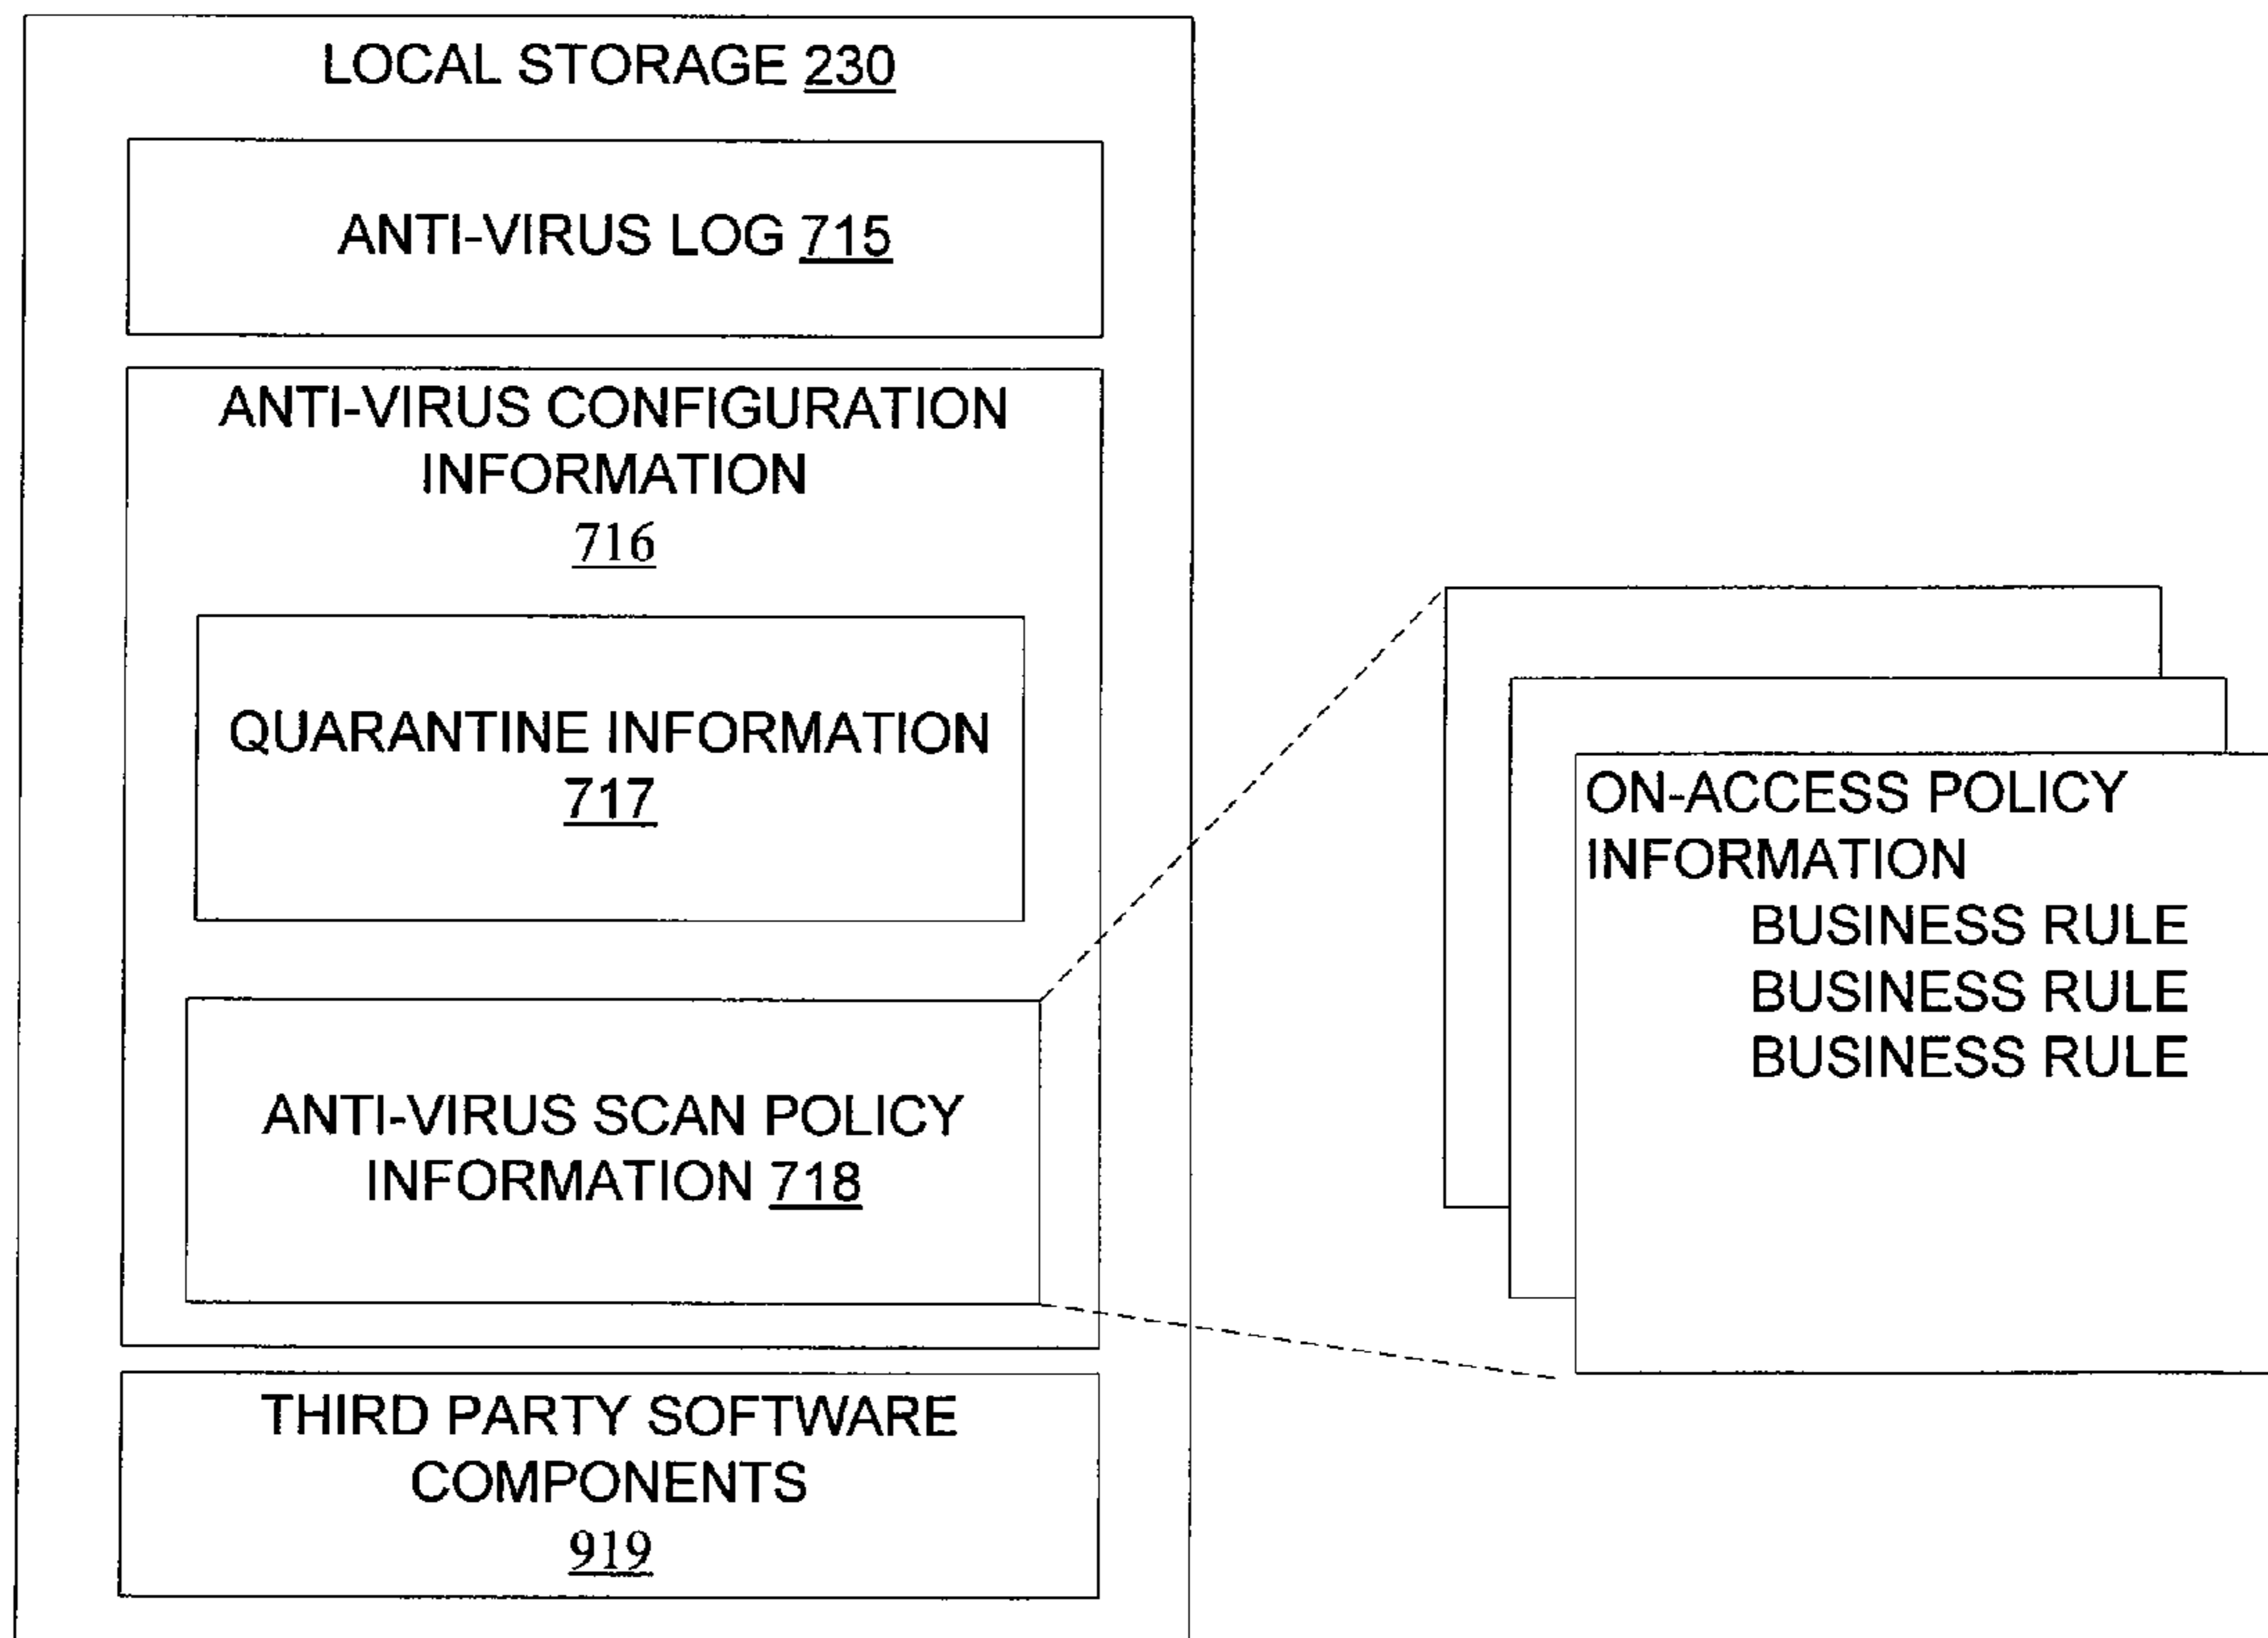 LOCAL STORAGE 230
ANTI-VIRUS LOG 715
ANTI-VIRUS CONFIGURATION
INFORMATION
716
QUARANTINE INFORMATION
717
ANTI-VIRUS SCAN POLICY
INFORMATION 718
THIRD PARTY SOFTWARE
COMPONENTS
919
ON-ACCESS POLICY
INFORMATION
BUSINESS RULE
BUSINESS RULE
BUSINESS RULE